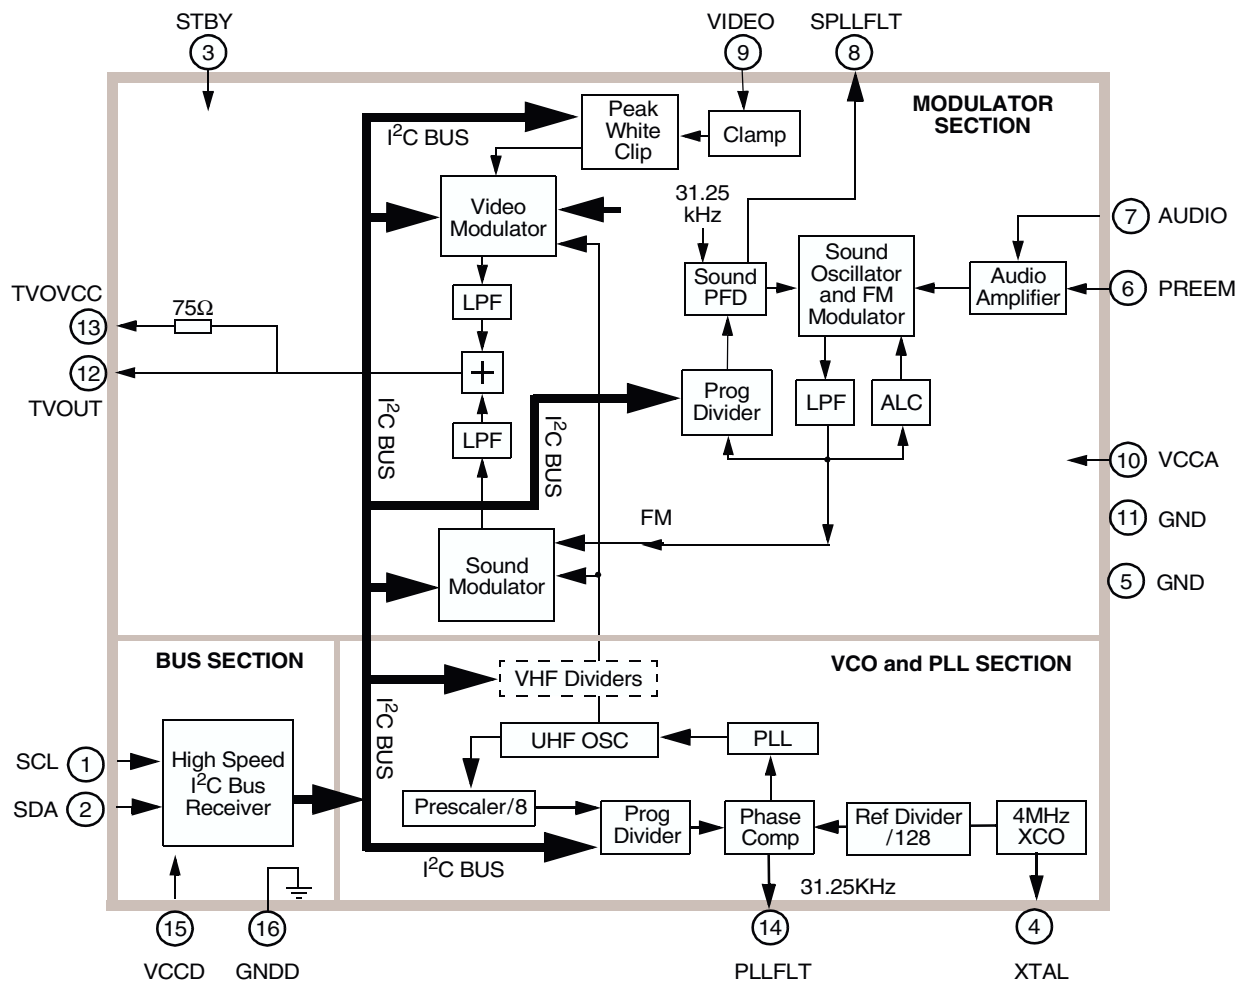 STBY
3
VIDEO
9
SPLLFLT
8
MODULATOR
SECTION
I²C BUS
Peak
White
Clip
Clamp
Video
Modulator
31.25
kHz
7
AUDIO
Sound
PFD
Sound
Oscillator
and FM
Modulator
Audio
Amplifier
6
PREEM
TVOVCC
13
75Ω
LPF
12
TVOUT
+
Prog
Divider
LPF
ALC
I²C BUS
LPF
I²C BUS
10
VCCA
FM
11
GND
Sound
Modulator
5
GND
BUS SECTION
VCO and PLL SECTION
VHF Dividers
I²C BUS
UHF OSC
PLL
SCL
1
SDA
2
High Speed
I²C Bus
Receiver
Prescaler/8
Prog
Divider
Phase
Comp
Ref Divider
/128
4MHz
XCO
I²C BUS
31.25KHz
15
VCCD
16
GNDD
14
PLLFLT
4
XTAL